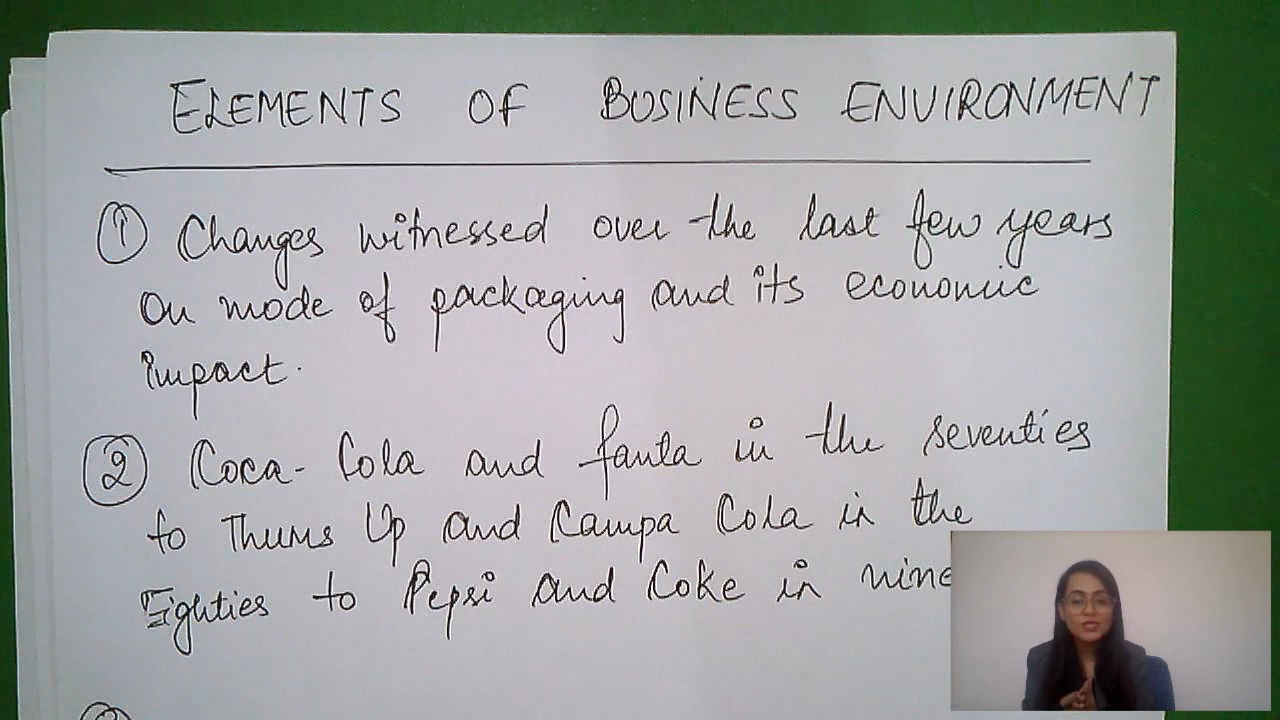 ELEMENTS OF BUSINESS ENVIRONMENT
① Changes witnessed over the last few years
on mode of packaging and its economic
impact.
② Coca-Cola and fanta in the seventies
to Thums Up and Campa Cola in the
Eighties to Pepsi and Coke in nine